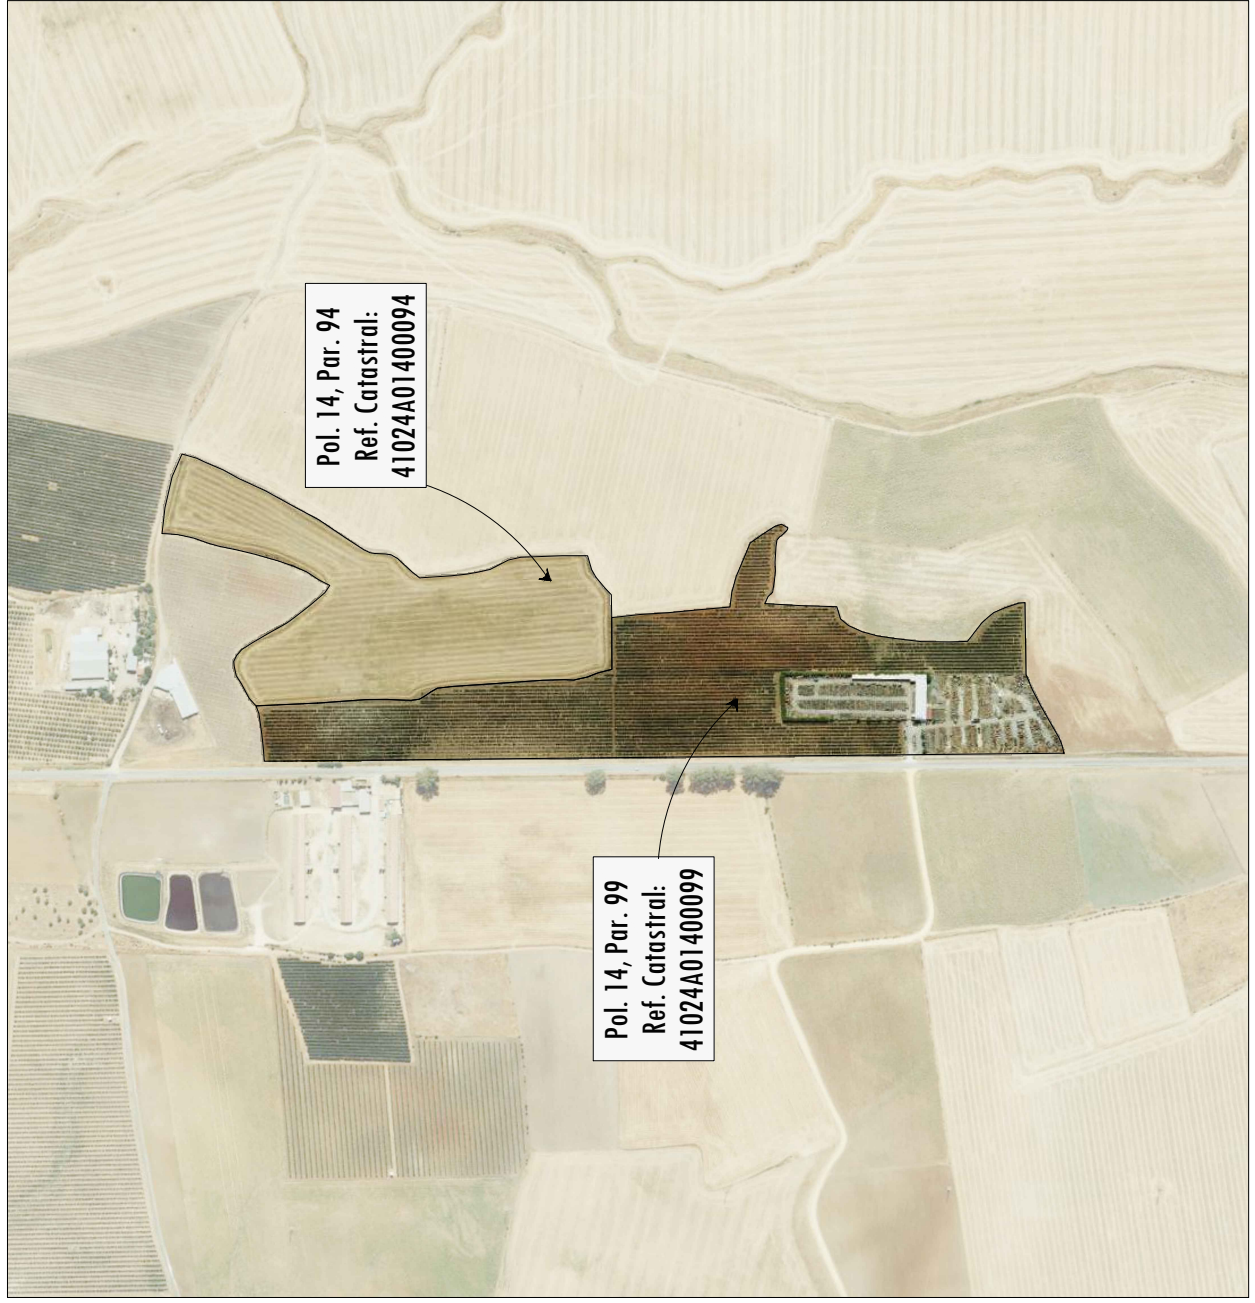 Pol. 14, Par. 94
Ref. Catastral:
41024A01400094
Pol. 14, Par. 99
Ref. Catastral:
41024A01400099